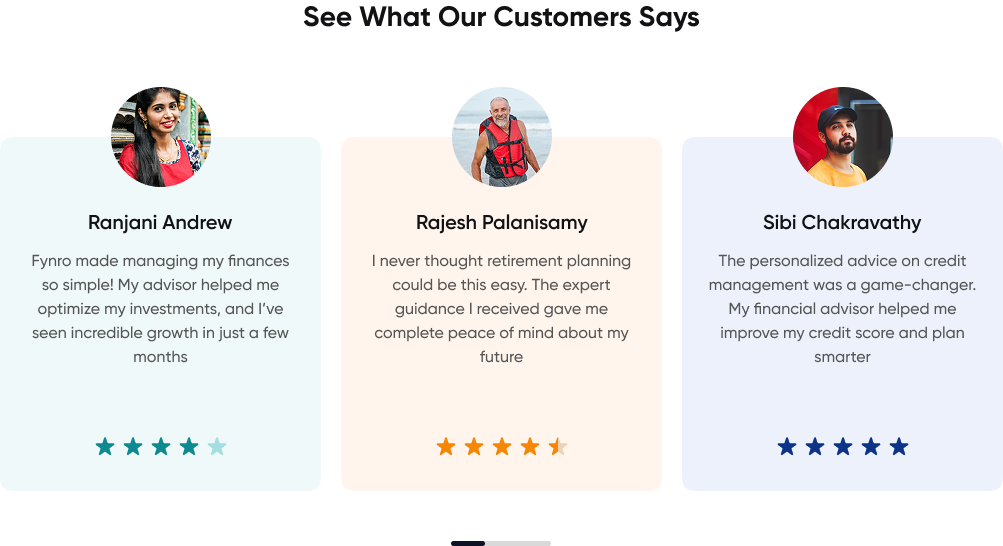 See What Our Customers Says
Ranjani Andrew
Fynro made managing my finances
so simple! My advisor helped me
optimize my investments, and I’ve
seen incredible growth in just a few
months
Rajesh Palanisamy
I never thought retirement planning
could be this easy. The expert
guidance I received gave me
complete peace of mind about my
future
Sibi Chakravathy
The personalized advice on credit
management was a game-changer.
My financial advisor helped me
improve my credit score and plan
smarter